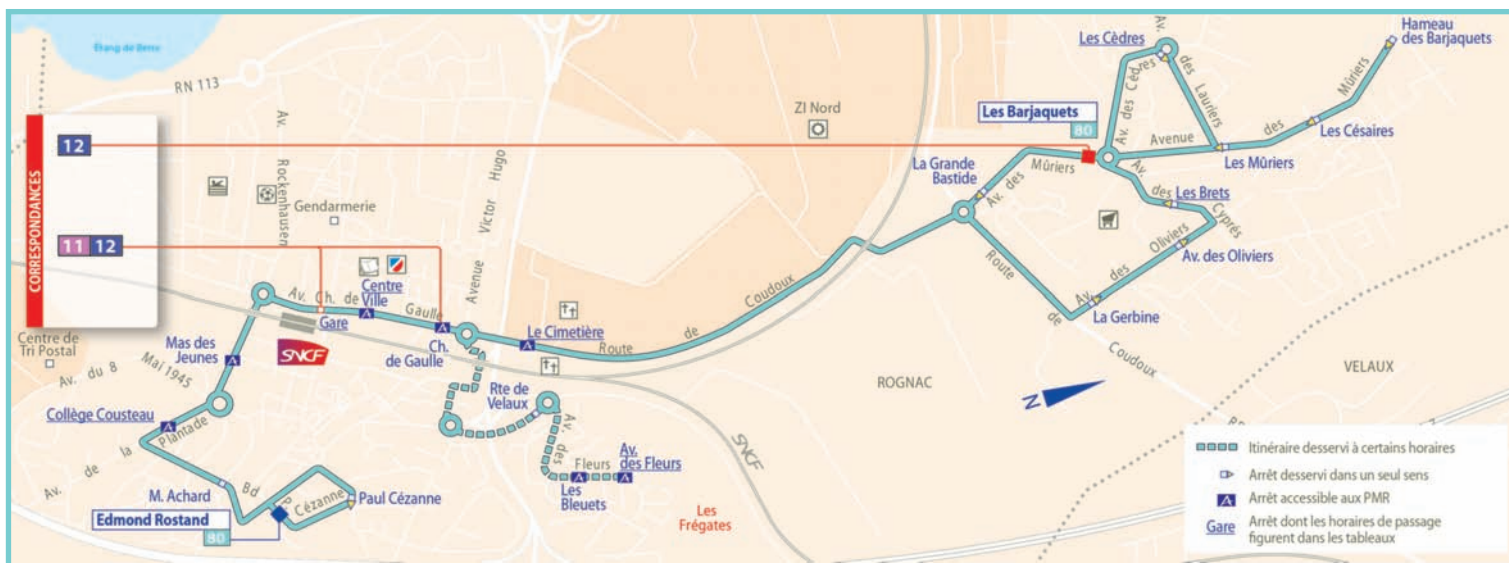 Étang de Berre
RN 113
CORRESPONDANCES
12
11 12
Centre de
Tri Postal
Av. du 8
Mai 1945
Mas des
Jeunes
Collège Cousteau
Av. de la Plantade
M. Achard
Bd
P. Cézanne
Paul Cézanne
Edmond Rostand
80
Av. Rockenhausen
Gendarmerie
Av. Ch. de Gaulle
Gare
SNCF
Centre
Ville
Ch.
de Gaulle
Avenue Victor Hugo
Le Cimetière
Rte de
Velaux
Av. des Fleurs
Les
Bleuets
Av.
des Fleurs
Les
Frégates
SNCF
Route de Coudoux
ZI Nord
ROGNAC
N
La Grande
Bastide
Av. des Mûriers
Les Barjaquets
80
Les Cèdres
Av. des Cèdres
Av. des Lauriers
Avenue des Mûriers
Hameau
des Barjaquets
Les Césaires
Les Mûriers
Les Brets
Av. des Cyprés
Av. des Oliviers
Av. des Oliviers
La Gerbine
Route de Coudoux
VELAUX
Itinéraire desservi à certains horaires
Arrêt desservi dans un seul sens
Arrêt accessible aux PMR
Gare
Arrêt dont les horaires de passage
figurent dans les tableaux